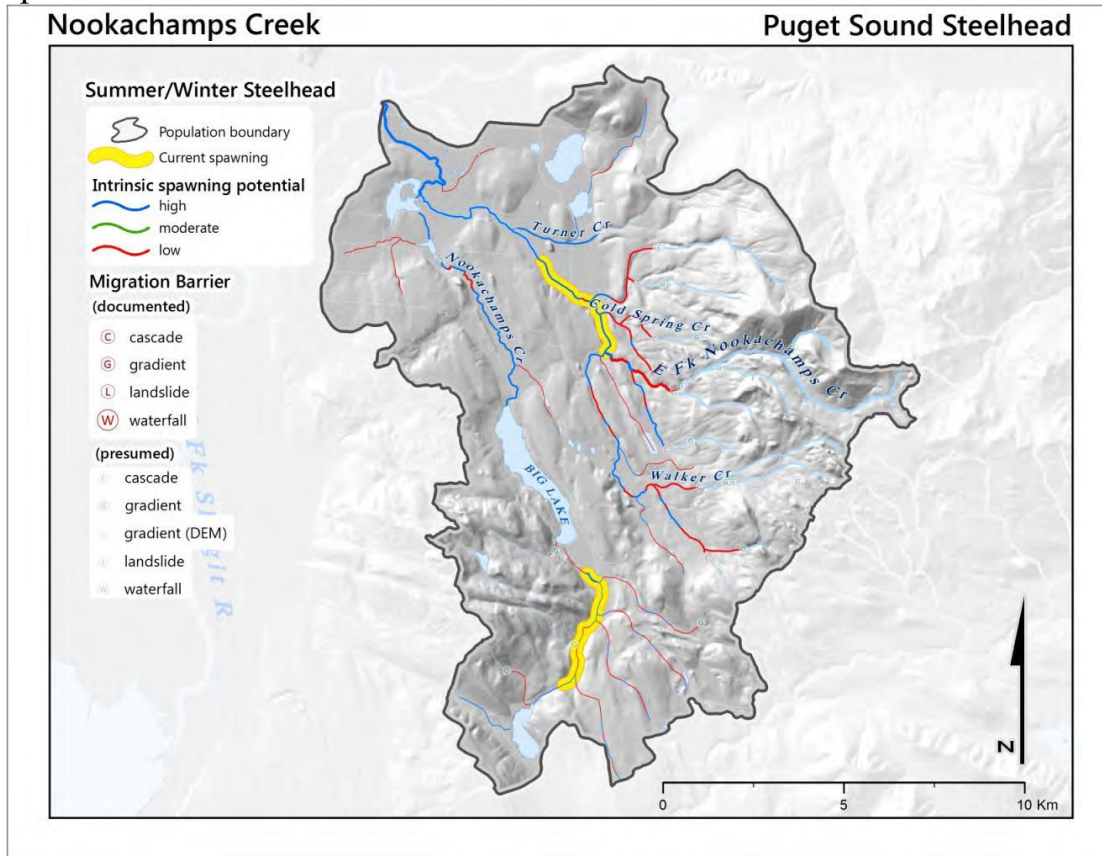 Nookachamps Creek
Puget Sound Steelhead
Summer/Winter Steelhead
Population boundary
Current spawning
Intrinsic spawning potential
high
moderate
low
Migration Barrier
(documented)
C cascade
G gradient
L landslide
W waterfall
(presumed)
cascade
gradient
gradient (DEM)
landslide
waterfall
Turner Cr
Nookachamps Cr
Cold Spring Cr
E Fk Nookachamps Cr
Walker Cr
BIG LAKE
Fk Skagit R
N
0 5 10 Km